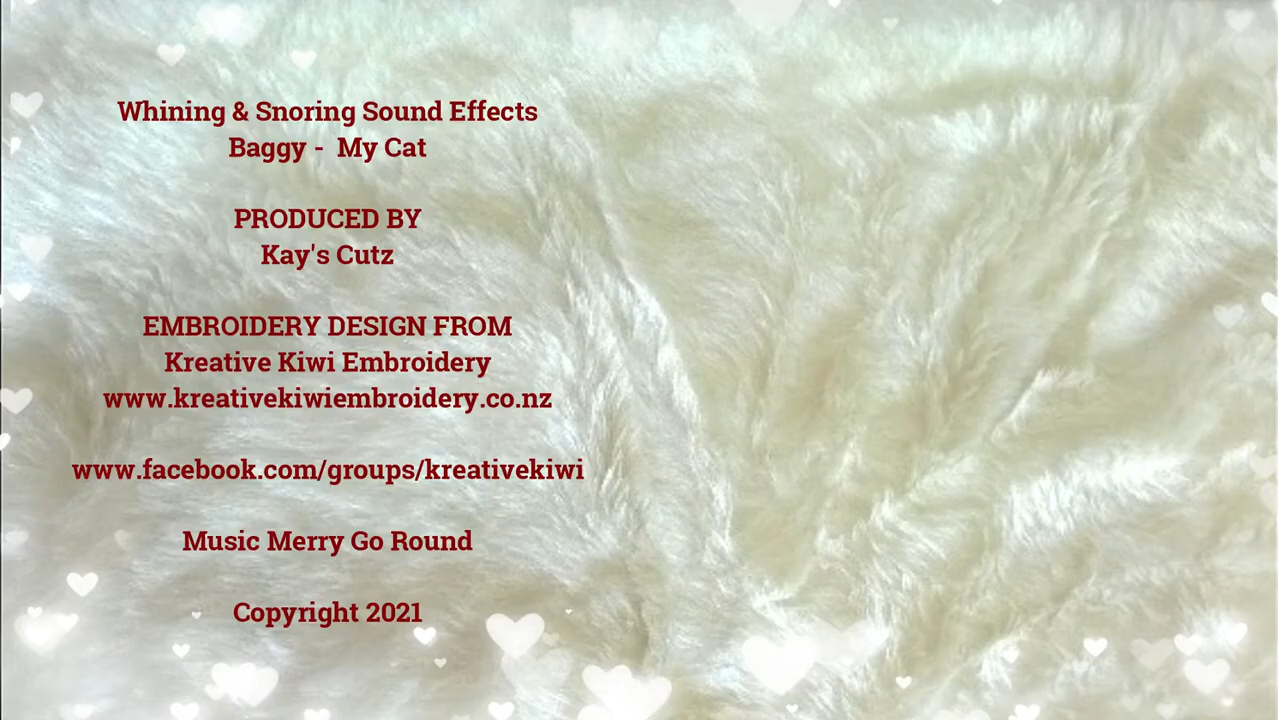 Whining & Snoring Sound Effects
Baggy - My Cat
PRODUCED BY
Kay's Cutz
EMBROIDERY DESIGN FROM
Kreative Kiwi Embroidery
www.kreativekiwiembroidery.co.nz
www.facebook.com/groups/kreativekiwi
Music Merry Go Round
Copyright 2021